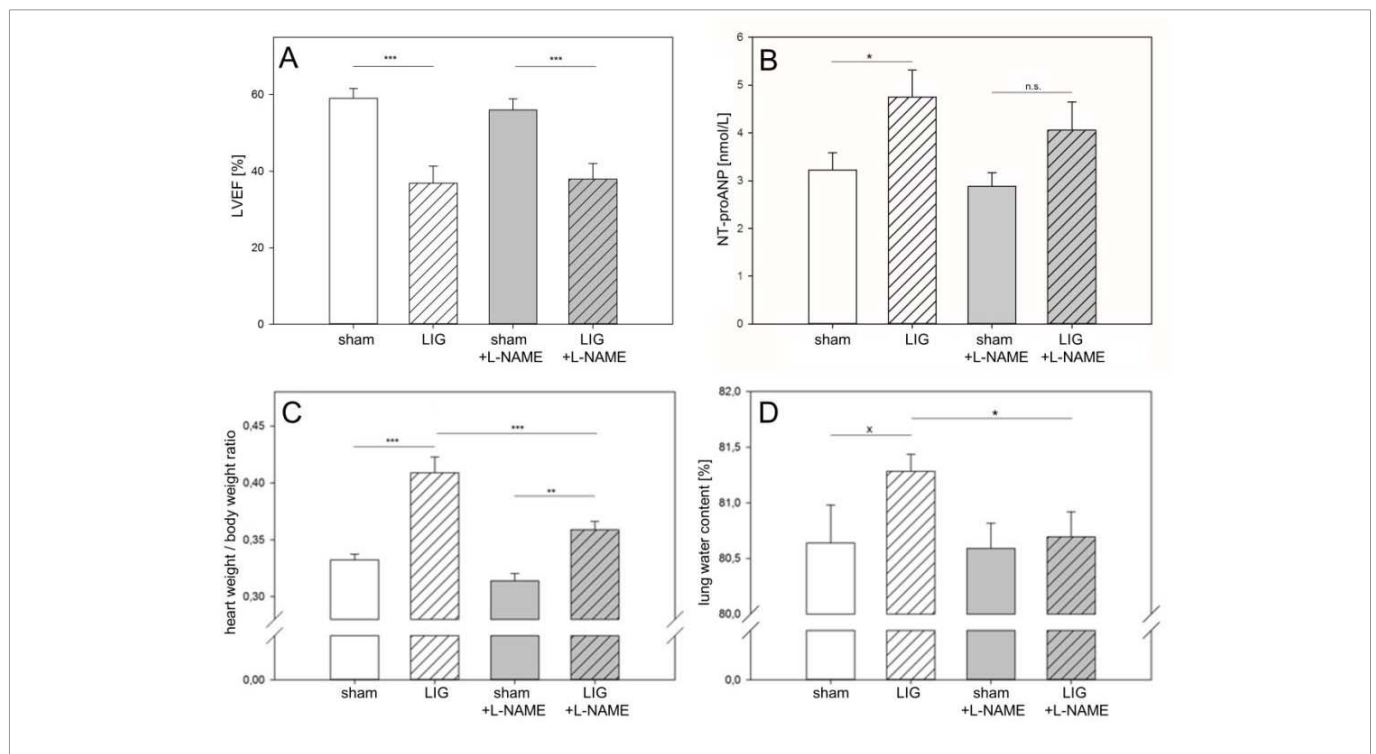 A
LVEF [%]
60
40
20
0
***
***
sham
LIG
sham
+L-NAME
LIG
+L-NAME
B
NT-proANP [nmol/L]
6
5
4
3
2
1
0
*
n.s.
sham
LIG
sham
+L-NAME
LIG
+L-NAME
C
heart weight / body weight ratio
0,45
0,40
0,35
0,30
0,00
***
***
**
sham
LIG
sham
+L-NAME
LIG
+L-NAME
D
lung water content [%]
82,0
81,5
81,0
80,5
80,0
0,0
x
*
sham
LIG
sham
+L-NAME
LIG
+L-NAME